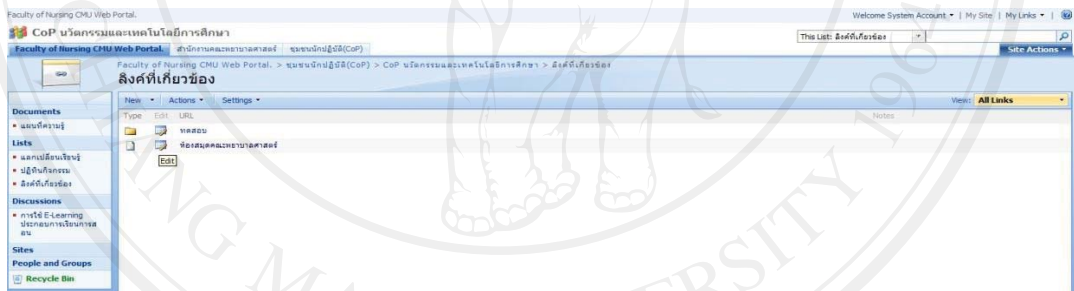 Faculty of Nursing CMU Web Portal.
Welcome System Account | My Site | My Links |
CoP นวัตกรรมและเทคโนโลยีการศึกษา
This List: ลิงค์ที่เกี่ยวข้อง
Faculty of Nursing CMU Web Portal. สำนักงานคณะพยาบาลศาสตร์ ชุมชนนักปฏิบัติ(CoP)
Site Actions
Faculty of Nursing CMU Web Portal. > ชุมชนนักปฏิบัติ(CoP) > CoP นวัตกรรมและเทคโนโลยีการศึกษา > ลิงค์ที่เกี่ยวข้อง
ลิงค์ที่เกี่ยวข้อง
New Actions Settings
View: All Links
Type Edit URL Notes
ทดสอบ
ห้องสมุดคณะพยาบาลศาสตร์
Edit
Documents
แผนที่ความรู้
Lists
แลกเปลี่ยนเรียนรู้
ปฏิทินกิจกรรม
ลิงค์ที่เกี่ยวข้อง
Discussions
การใช้ E-Learning
ประกอบการเรียนการส
อน
Sites
People and Groups
Recycle Bin